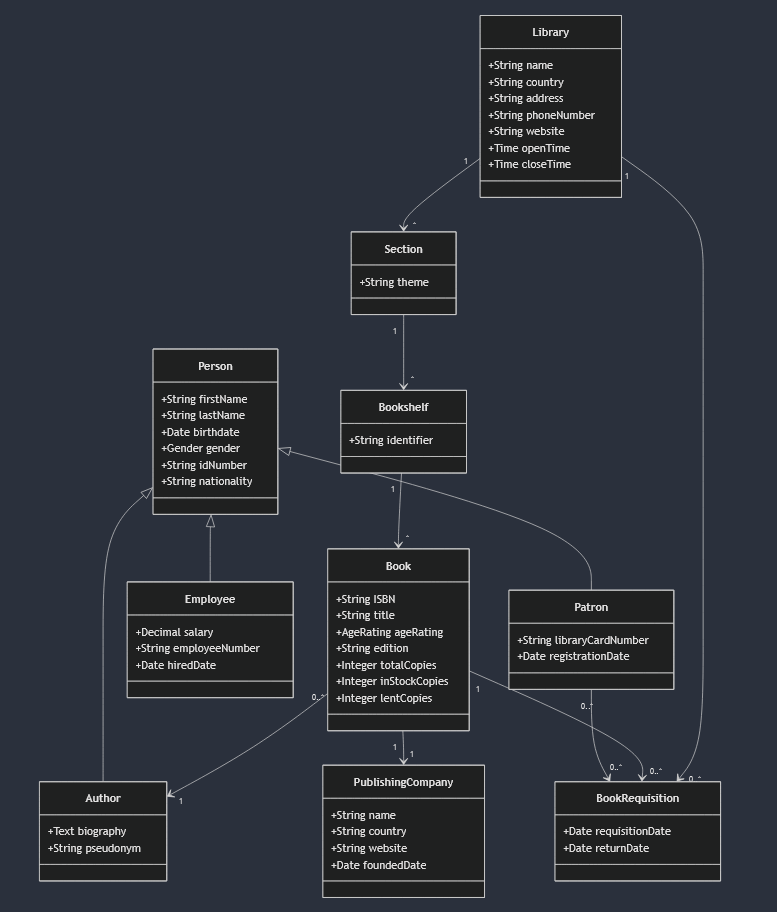 Library
+String name
+String country
+String address
+String phoneNumber
+String website
+Time openTime
+Time closeTime
1
1
*
Section
+String theme
1
*
Person
+String firstName
+String lastName
+Date birthdate
+Gender gender
+String idNumber
+String nationality
Bookshelf
+String identifier
1
*
Book
+String ISBN
+String title
+AgeRating ageRating
+String edition
+Integer totalCopies
+Integer inStockCopies
+Integer lentCopies
Employee
+Decimal salary
+String employeeNumber
+Date hiredDate
Patron
+String libraryCardNumber
+Date registrationDate
0..*
1
0..*
1
1
0..*
0..*
0..*
1
Author
+Text biography
+String pseudonym
PublishingCompany
+String name
+String country
+String website
+Date foundedDate
BookRequisition
+Date requisitionDate
+Date returnDate